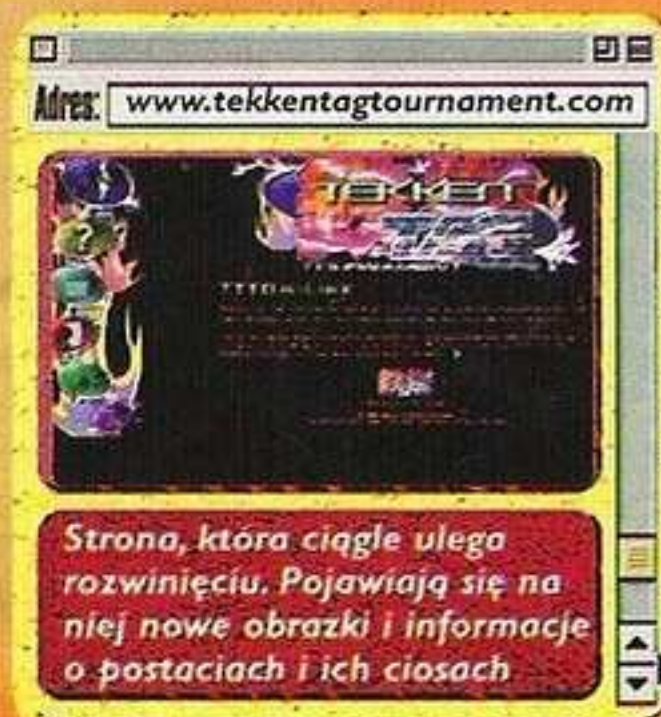 Adres: www.tekkentagtournament.com
TEKKEN
Strona, która ciągle ulega
rozwinięciu. Pojawiają się na
niej nowe obrazki i informacje
o postaciach i ich ciosach